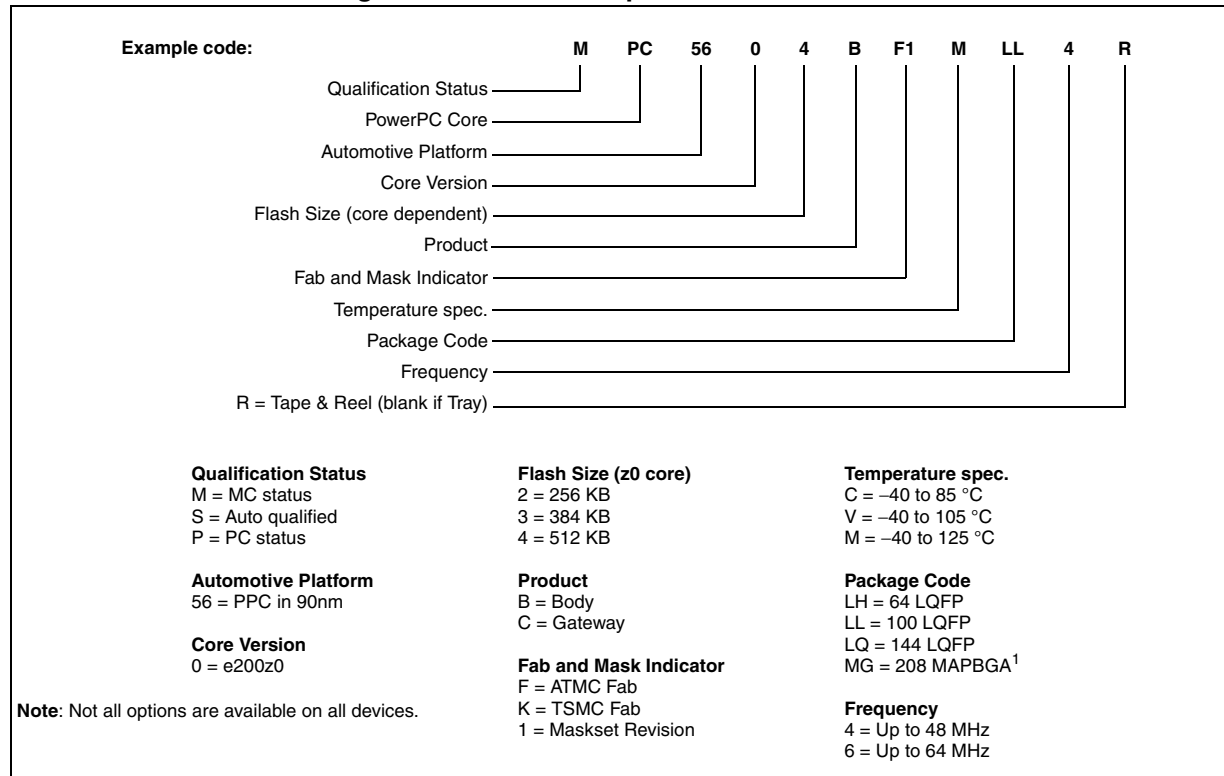 Example code: M PC 56 0 4 B F1 M LL 4 R
Qualification Status
PowerPC Core
Automotive Platform
Core Version
Flash Size (core dependent)
Product
Fab and Mask Indicator
Temperature spec.
Package Code
Frequency
R = Tape & Reel (blank if Tray)
Qualification Status
M = MC status
S = Auto qualified
P = PC status
Automotive Platform
56 = PPC in 90nm
Core Version
0 = e200z0
Flash Size (z0 core)
2 = 256 KB
3 = 384 KB
4 = 512 KB
Product
B = Body
C = Gateway
Fab and Mask Indicator
F = ATMC Fab
K = TSMC Fab
1 = Maskset Revision
Temperature spec.
C = –40 to 85 °C
V = –40 to 105 °C
M = –40 to 125 °C
Package Code
LH = 64 LQFP
LL = 100 LQFP
LQ = 144 LQFP
MG = 208 MAPBGA1
Frequency
4 = Up to 48 MHz
6 = Up to 64 MHz
Note: Not all options are available on all devices.